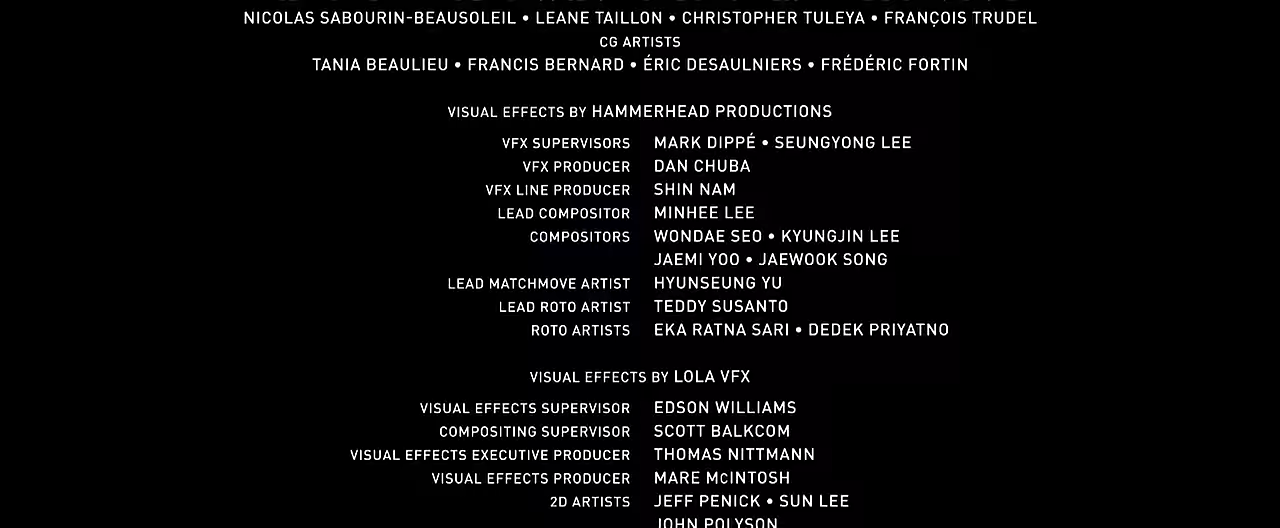 NICOLAS SABOURIN-BEAUSOLEIL • LEANE TAILLON • CHRISTOPHER TULEYA • FRANÇOIS TRUDEL
CG ARTISTS
TANIA BEAULIEU • FRANCIS BERNARD • ÉRIC DESAULNIERS • FRÉDÉRIC FORTIN
VISUAL EFFECTS BY HAMMERHEAD PRODUCTIONS
VFX SUPERVISORS MARK DIPPÉ • SEUNGYONG LEE
VFX PRODUCER DAN CHUBA
VFX LINE PRODUCER SHIN NAM
LEAD COMPOSITOR MINHEE LEE
COMPOSITORS WONDAE SEO • KYUNGJIN LEE
JAEMI YOO • JAEWOOK SONG
LEAD MATCHMOVE ARTIST HYUNSEUNG YU
LEAD ROTO ARTIST TEDDY SUSANTO
ROTO ARTISTS EKA RATNA SARI • DEDEK PRIYATNO
VISUAL EFFECTS BY LOLA VFX
VISUAL EFFECTS SUPERVISOR EDSON WILLIAMS
COMPOSITING SUPERVISOR SCOTT BALKCOM
VISUAL EFFECTS EXECUTIVE PRODUCER THOMAS NITTMANN
VISUAL EFFECTS PRODUCER MARE McINTOSH
2D ARTISTS JEFF PENICK • SUN LEE
JOHN POLYSON